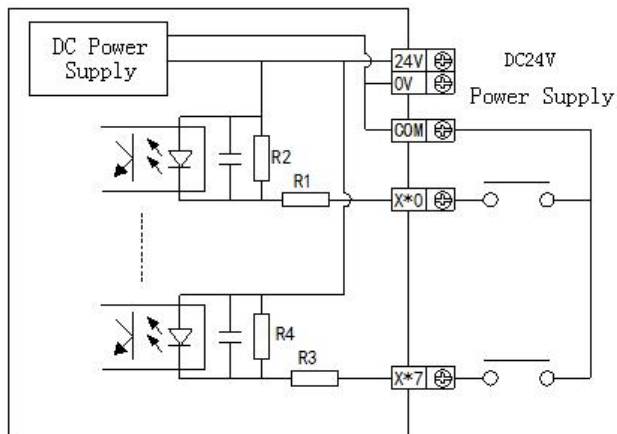 DC Power
Supply
24V
0V
DC24V
Power Supply
COM
R2
R1
X*0
R4
R3
X*7